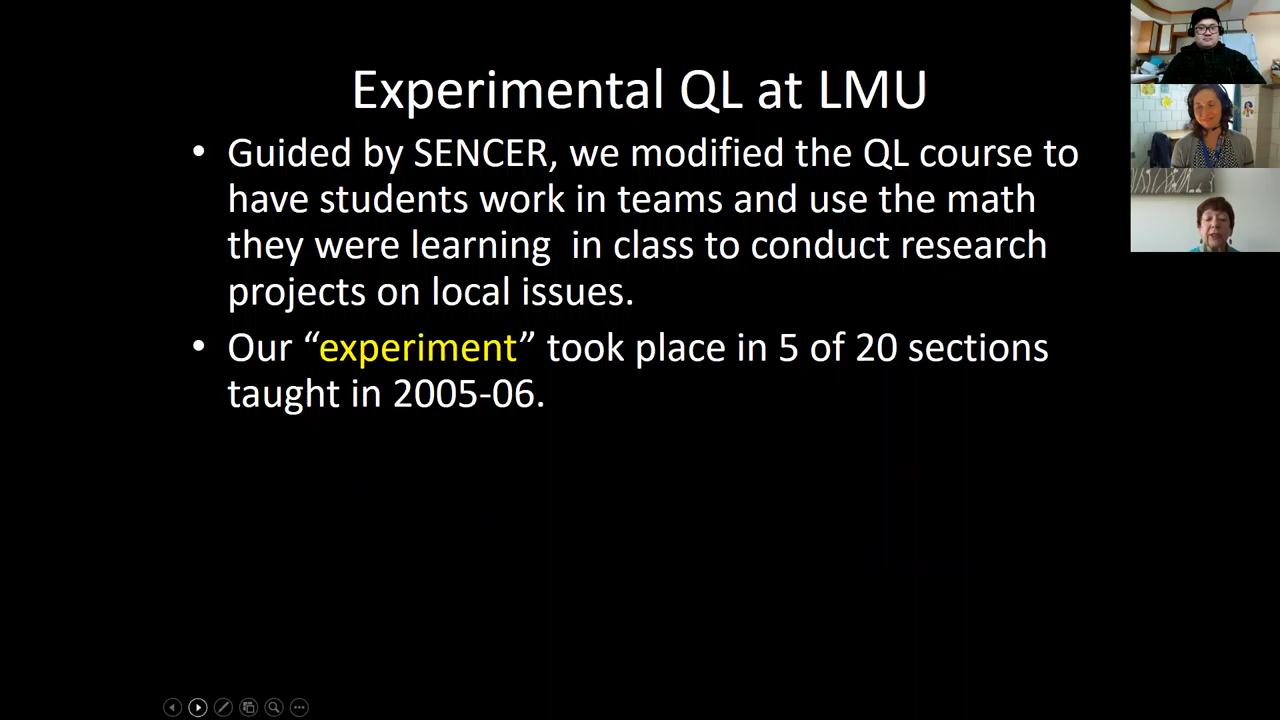 Experimental QL at LMU
• Guided by SENCER, we modified the QL course to
have students work in teams and use the math
they were learning  in class to conduct research
projects on local issues.
• Our “experiment” took place in 5 of 20 sections
taught in 2005-06.